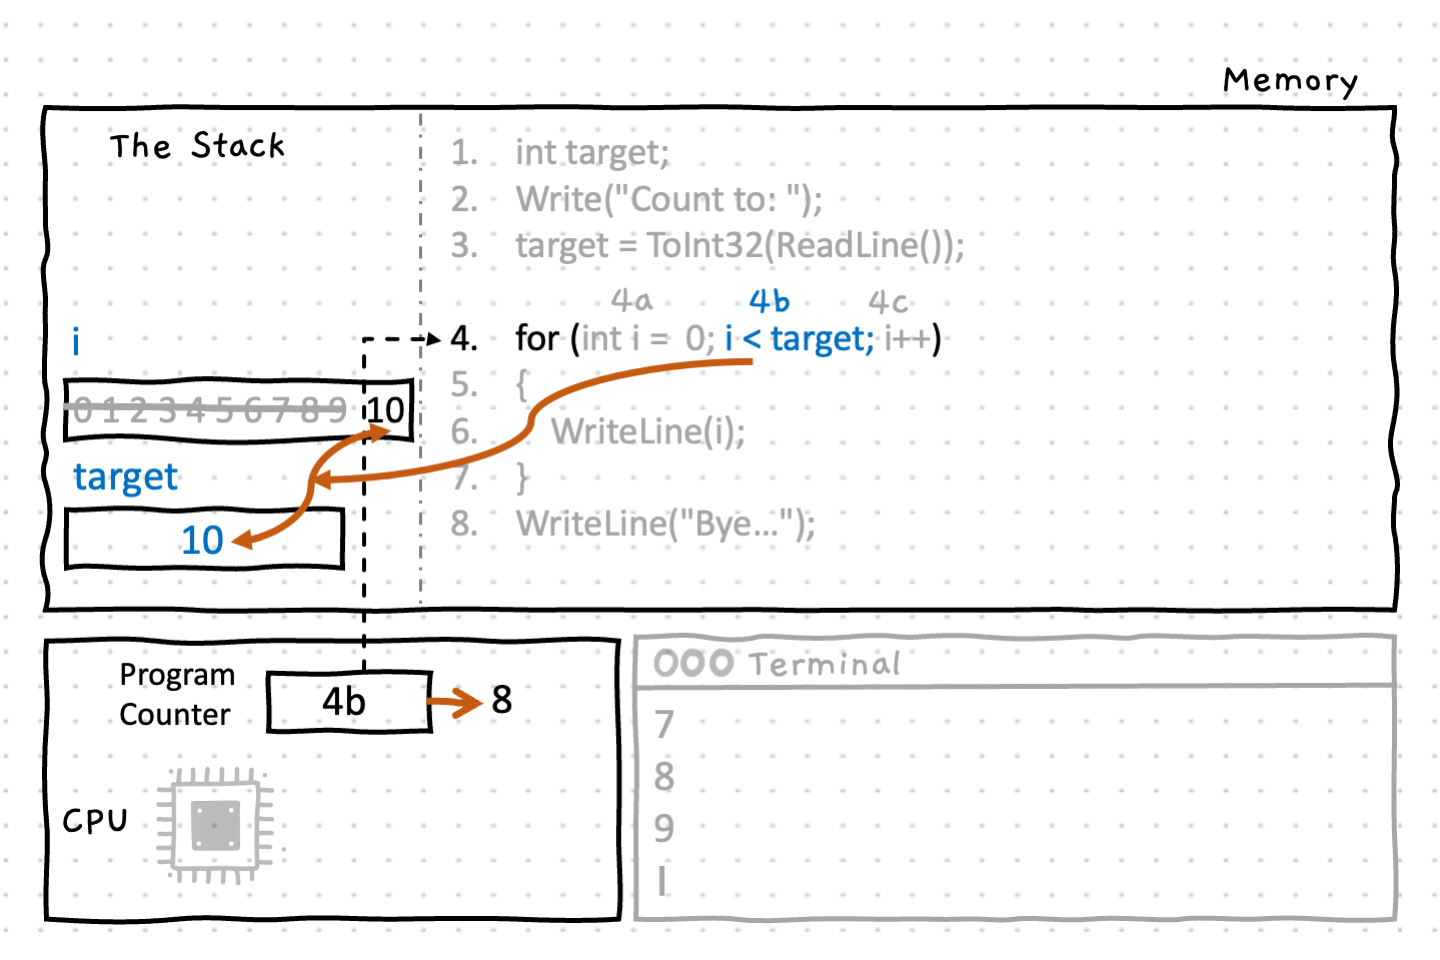 Memory
The Stack
1. int target;
2. Write("Count to: ");
3. target = ToInt32(ReadLine());
4a 4b 4c
4. for (int i = 0; i < target; i++)
5. {
6. WriteLine(i);
7. }
8. WriteLine("Bye...");
i
0 1 2 3 4 5 6 7 8 9 10
target
10
Program
Counter
4b
8
CPU
Terminal
7
8
9